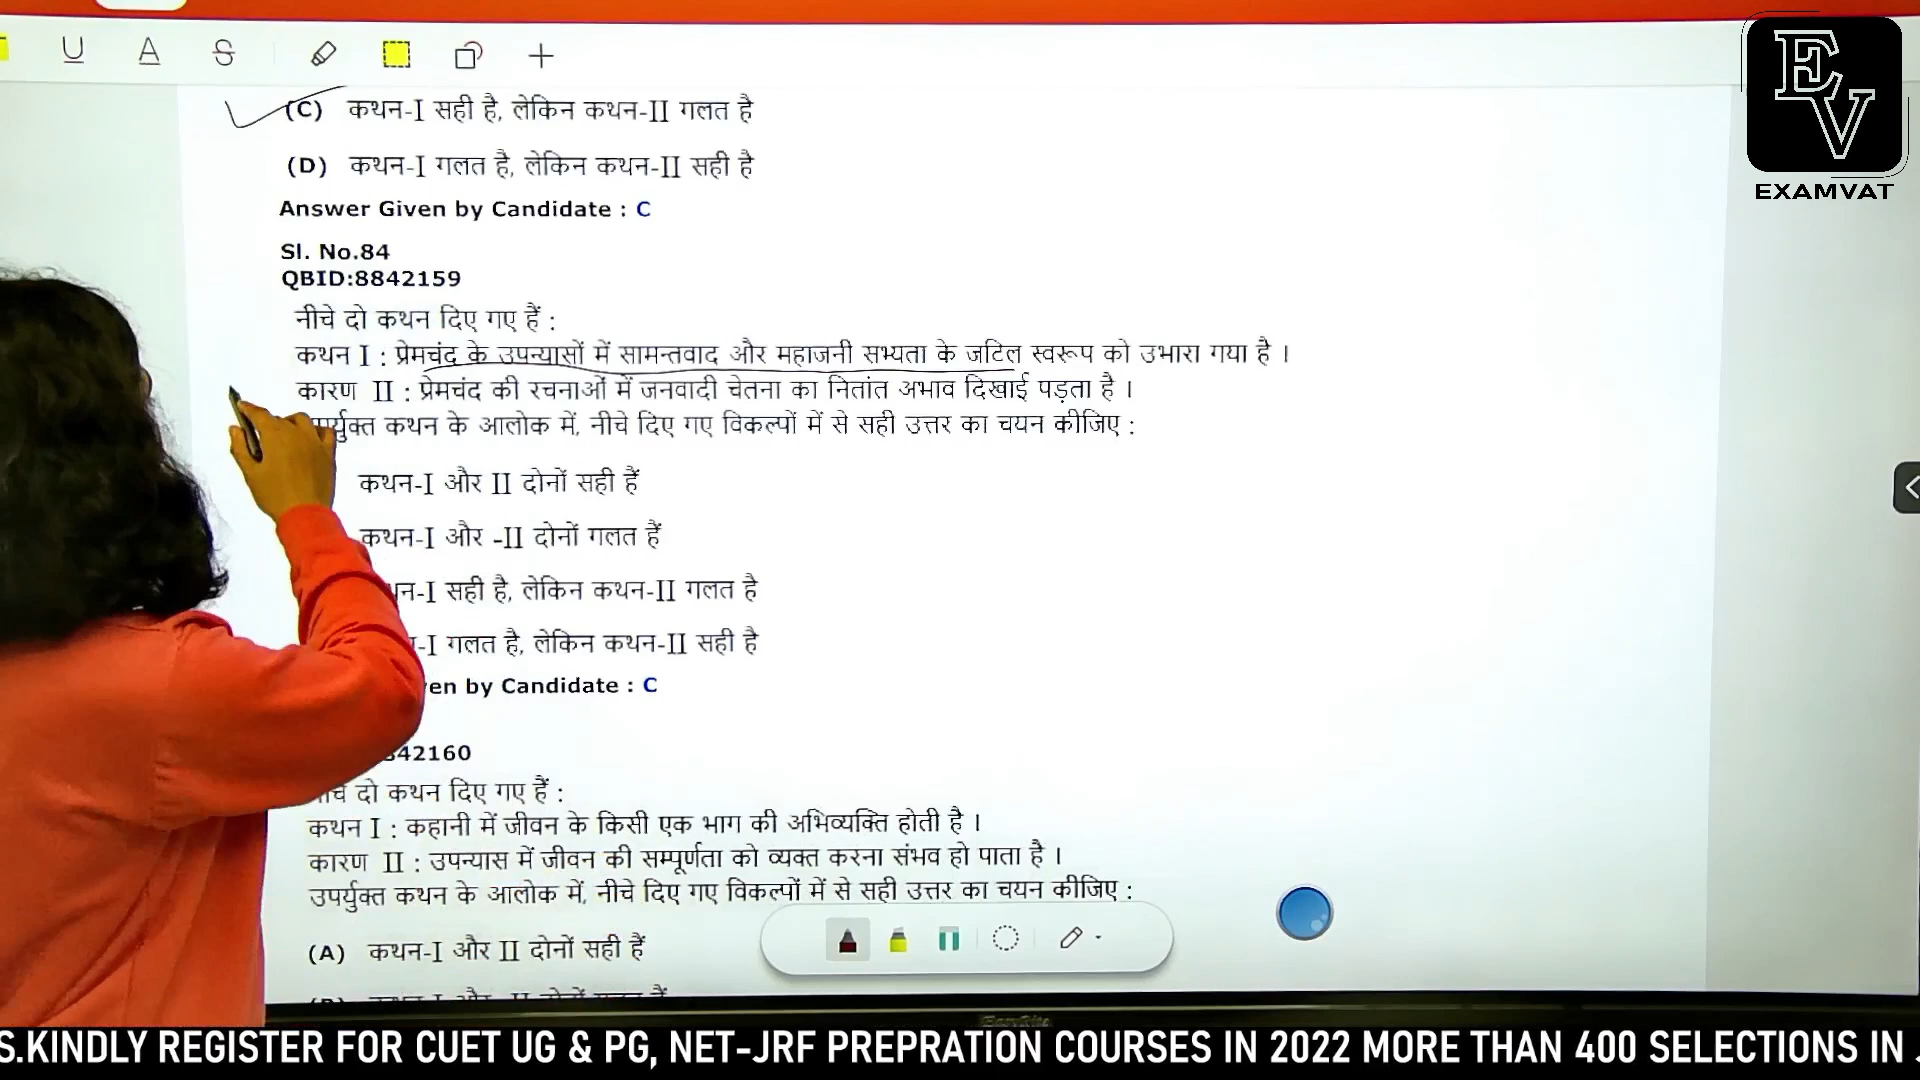 (C) कथन-I सही है, लेकिन कथन-II गलत है
(D) कथन-I गलत है, लेकिन कथन-II सही है
Answer Given by Candidate : C
Sl. No.84
QBID:8842159
नीचे दो कथन दिए गए हैं :
कथन I : प्रेमचंद के उपन्यासों में सामन्तवाद और महाजनी सभ्यता के जटिल स्वरूप को उभारा गया है ।
कारण II : प्रेमचंद की रचनाओं में जनवादी चेतना का नितांत अभाव दिखाई पड़ता है ।
कथन के आलोक में, नीचे दिए गए विकल्पों में से सही उत्तर का चयन कीजिए :
कथन-I और II दोनों सही हैं
कथन-I और -II दोनों गलत हैं
-I सही है, लेकिन कथन-II गलत है
-I गलत है, लेकिन कथन-II सही है
by Candidate : C
42160
दो कथन दिए गए हैं :
कथन I : कहानी में जीवन के किसी एक भाग की अभिव्यक्ति होती है ।
कारण II : उपन्यास में जीवन की सम्पूर्णता को व्यक्त करना संभव हो पाता है ।
उपर्युक्त कथन के आलोक में, नीचे दिए गए विकल्पों में से सही उत्तर का चयन कीजिए :
(A) कथन-I और II दोनों सही हैं
EV
EXAMVAT
S.KINDLY REGISTER FOR CUET UG & PG, NET-JRF PREPRATION COURSES IN 2022 MORE THAN 400 SELECTIONS IN